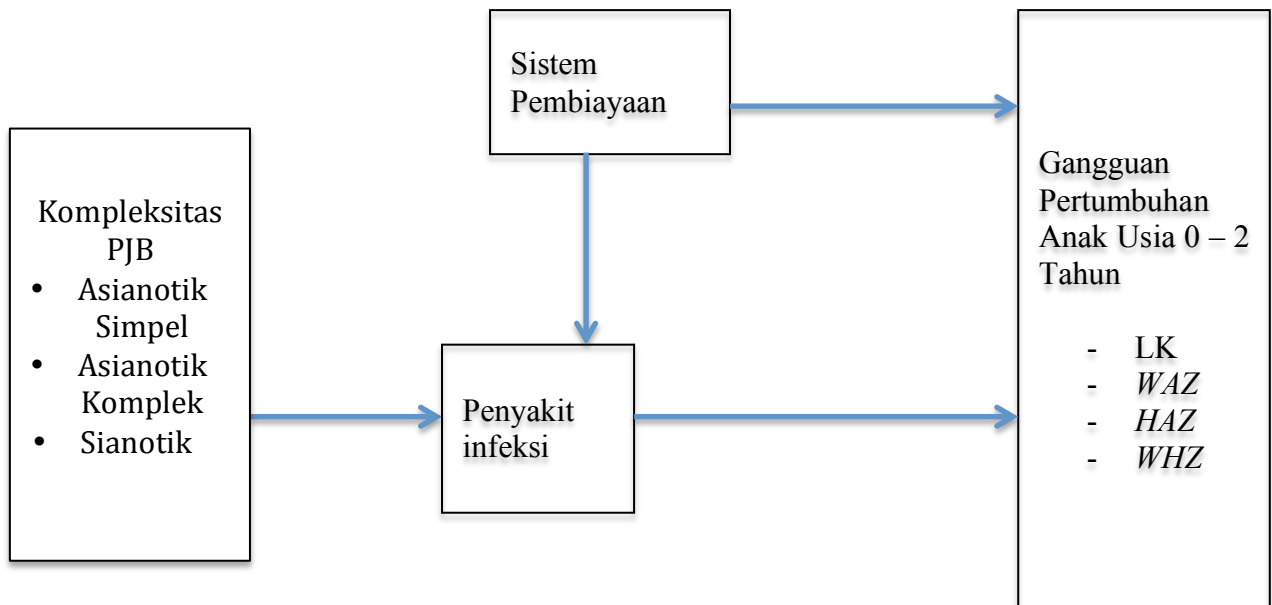 Sistem
Pembiayaan
Kompleksitas
PJB
• Asianotik
Simpel
• Asianotik
Komplek
• Sianotik
Penyakit
infeksi
Gangguan
Pertumbuhan
Anak Usia 0 – 2
Tahun
- LK
- WAZ
- HAZ
- WHZ